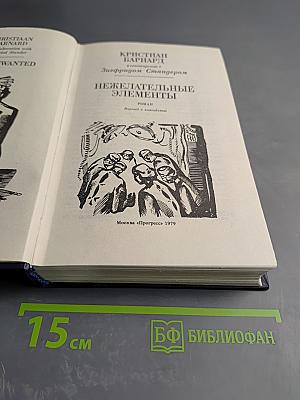 CHRISTIAAN
BARNARD
КРИСТИАН
БАРНАРД
в соавторстве с
Зигфридом Стандером
НЕЖЕЛАТЕЛЬНЫЕ
ЭЛЕМЕНТЫ
РОМАН
Перевод с английского
Москва «Прогресс» 1979
15 см
БФ БИБЛИОФАН